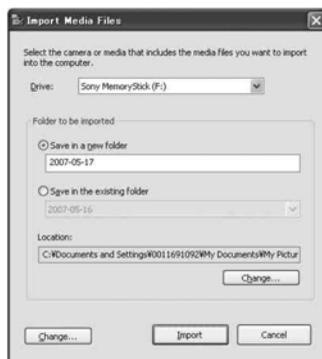 Import Media Files
Select the camera or media that includes the media files you want to import
into the computer.
Drive:
Sony MemoryStick (F:)
Folder to be imported
Save in a new folder
2007-05-17
Save in the existing folder
2007-05-16
Location:
C:¥Documents and Settings¥0011691092¥My Documents¥My Pictur
Change...
Change...
Import
Cancel